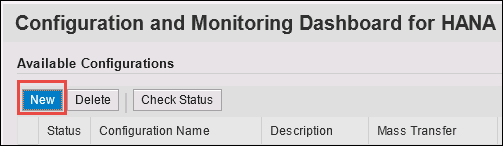 Configuration and Monitoring Dashboard for HANA
Available Configurations
New Delete Check Status
Status Configuration Name Description Mass Transfer